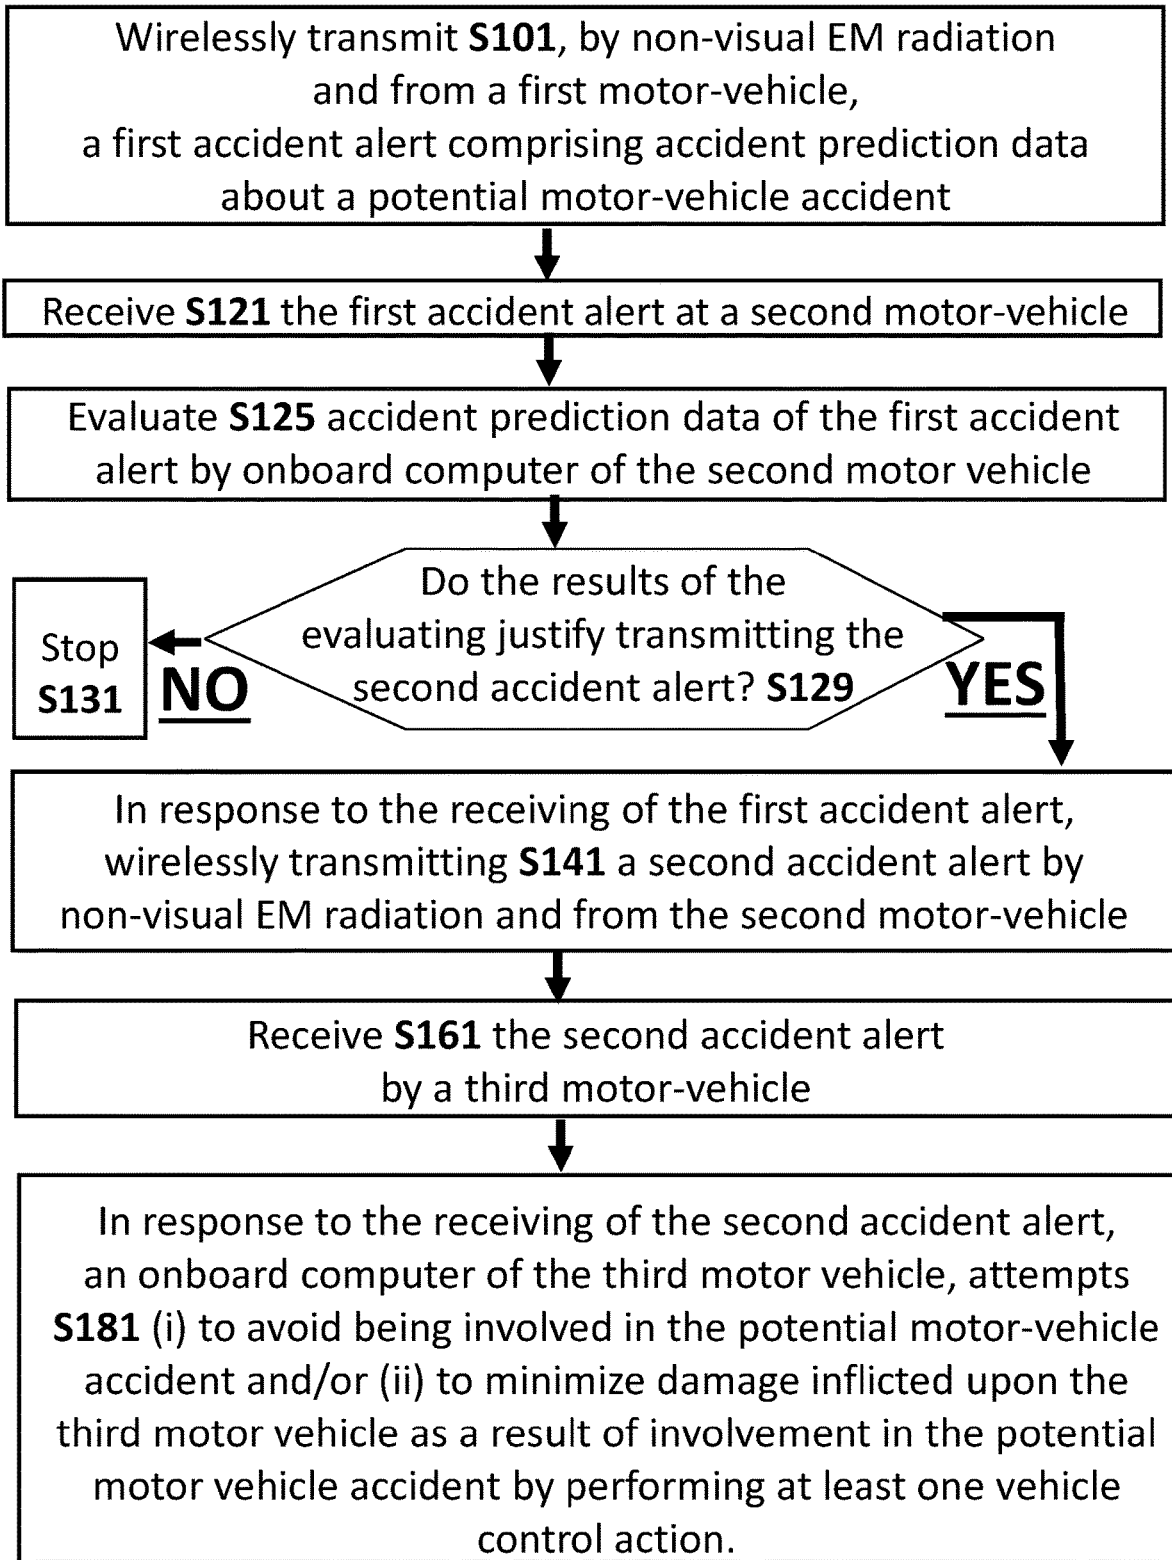 Wirelessly transmit S101, by non-visual EM radiation
and from a first motor-vehicle,
a first accident alert comprising accident prediction data
about a potential motor-vehicle accident
Receive S121 the first accident alert at a second motor-vehicle
Evaluate S125 accident prediction data of the first accident
alert by onboard computer of the second motor vehicle
Do the results of the
evaluating justify transmitting the
second accident alert? S129
Stop
S131
NO
YES
In response to the receiving of the first accident alert,
wirelessly transmitting S141 a second accident alert by
non-visual EM radiation and from the second motor-vehicle
Receive S161 the second accident alert
by a third motor-vehicle
In response to the receiving of the second accident alert,
an onboard computer of the third motor vehicle, attempts
S181 (i) to avoid being involved in the potential motor-vehicle
accident and/or (ii) to minimize damage inflicted upon the
third motor vehicle as a result of involvement in the potential
motor vehicle accident by performing at least one vehicle
control action.